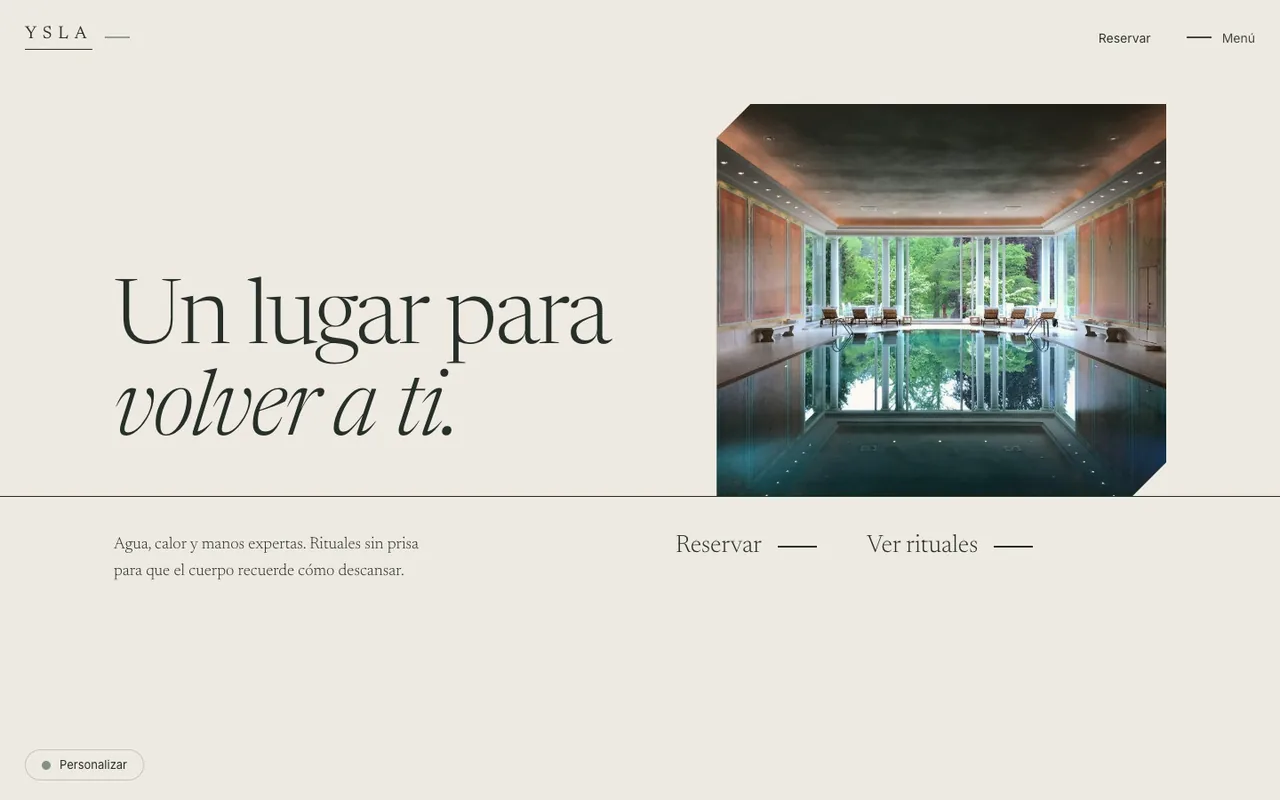 YSLA
Reservar
Menú
Un lugar para
volver a ti.
Agua, calor y manos expertas. Rituales sin prisa
para que el cuerpo recuerde cómo descansar.
Reservar
Ver rituales
Personalizar